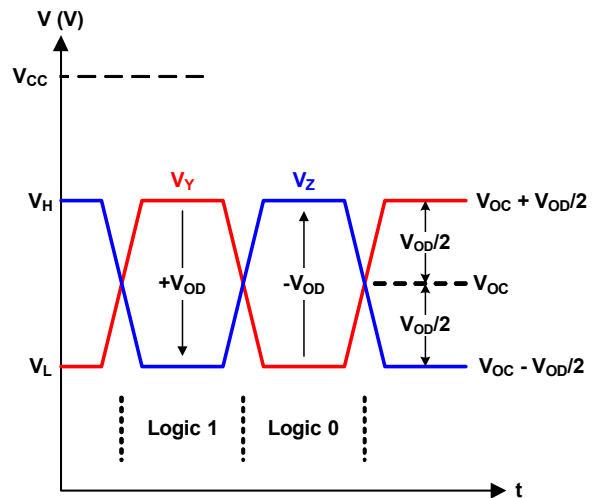 V (V)
VCC
VY
VZ
VH
VOC + VOD/2
VOD/2
+VOD
-VOD
VOC
VOD/2
VL
VOC - VOD/2
Logic 1
Logic 0
t